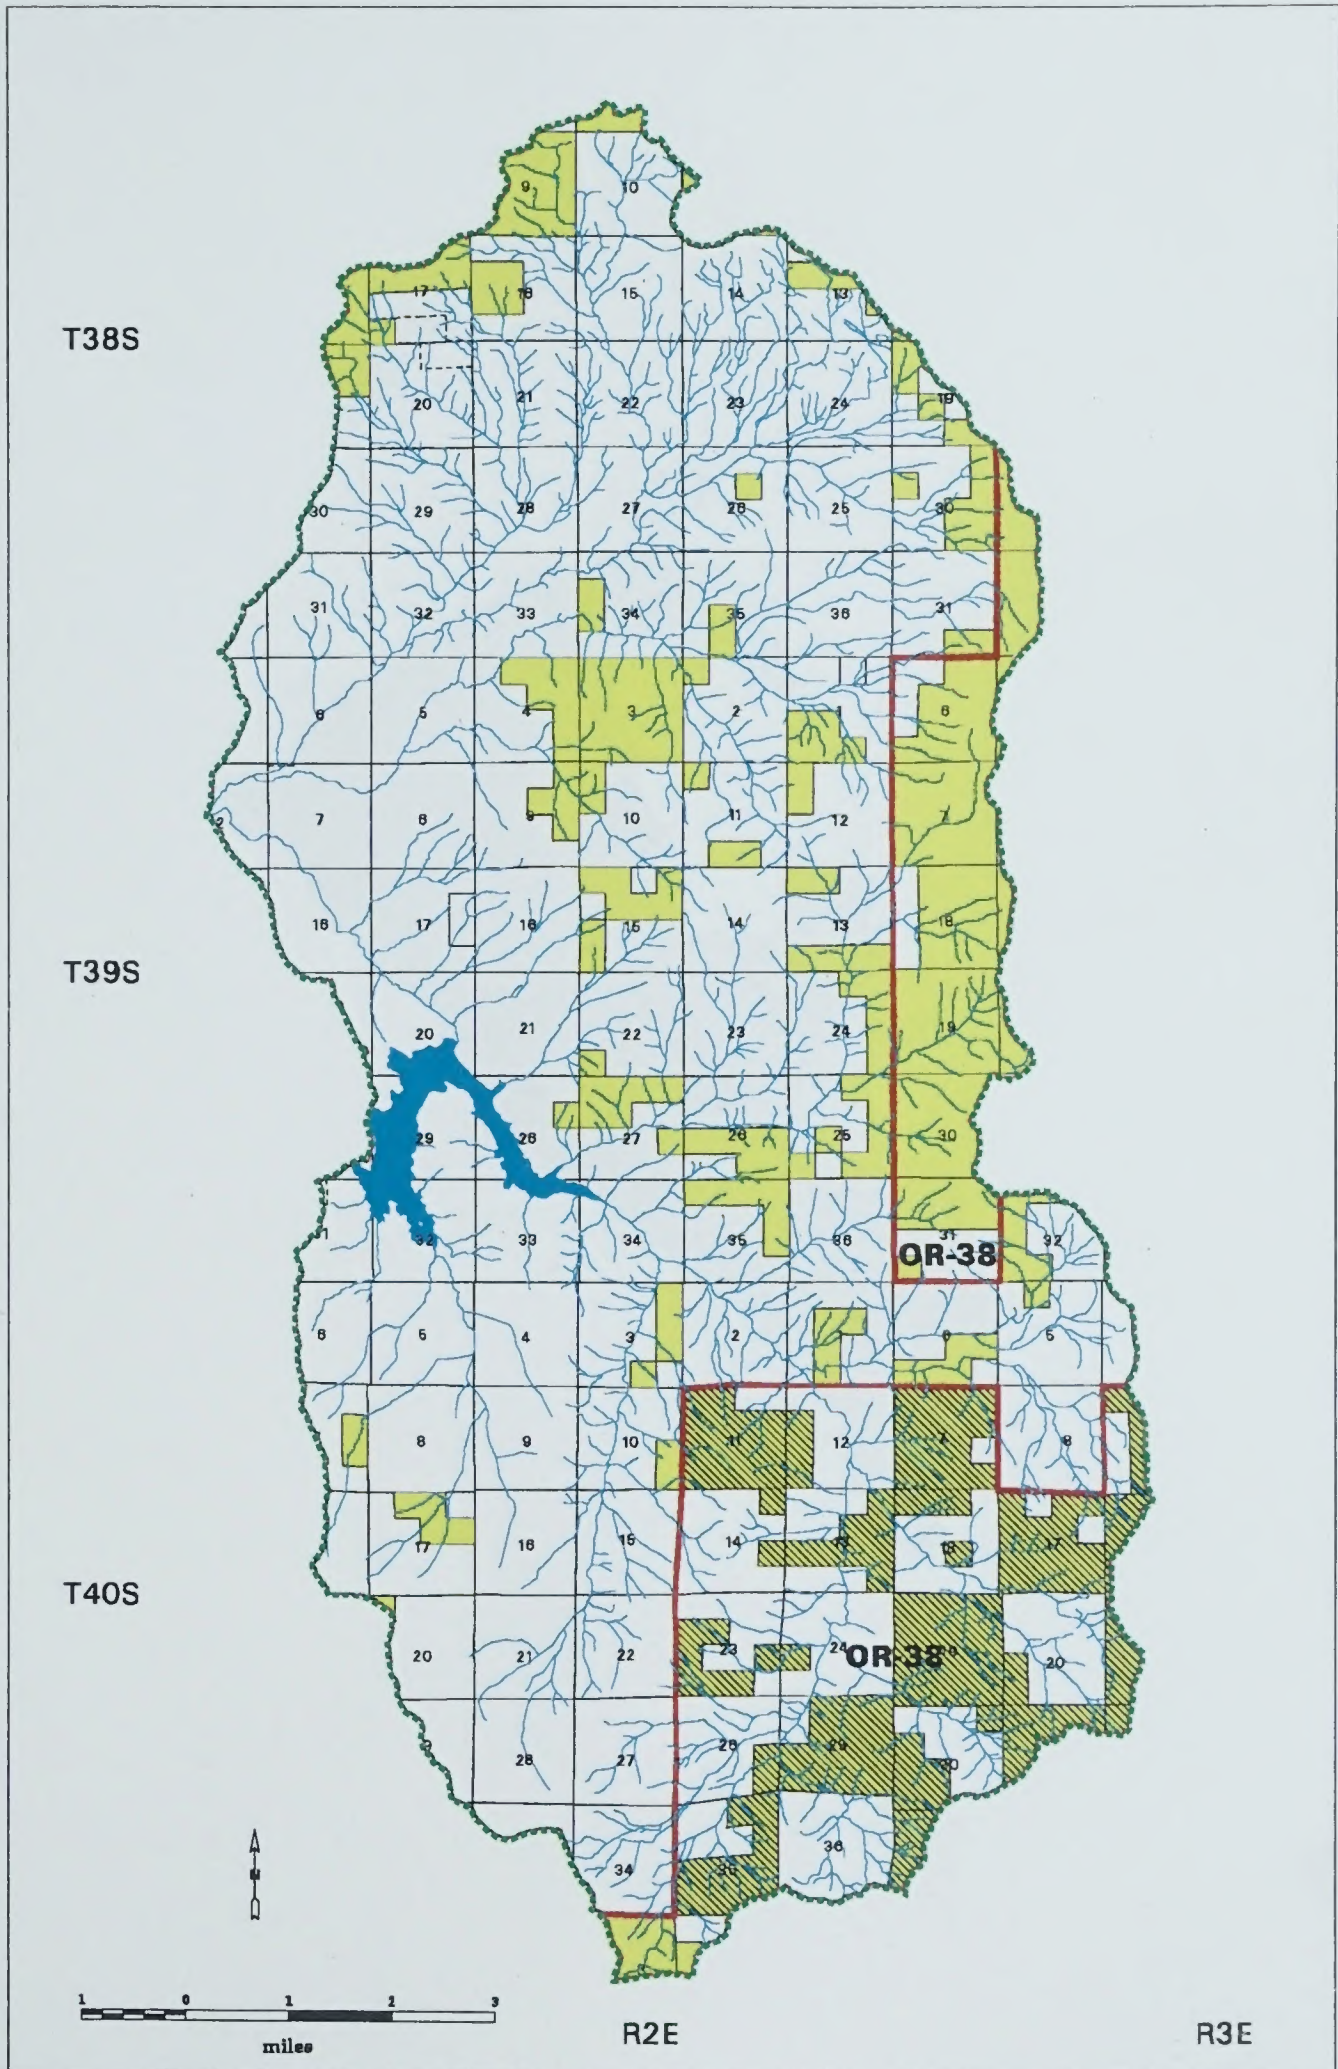 9 10
17 16 15 14 13
T38S
20 21 22 23 24 19
30 29 28 27 26 25 30
31 32 33 34 35 36 31
6 5 4 3 2 1 6
2 7 8 9 10 11 12 7
18 17 16 15 14 13 18
T39S
20 21 22 23 24 19
29 28 27 26 25 30
1 32 33 34 35 36 31 32
OR-38
6 5 4 3 2 6 5
8 9 10 11 12 7 8
17 16 15 14 13 18 17
T40S
20 21 22 23 24 OR-38 20
28 27 26 29 30
34 35 36
N
1 0 1 2 3
miles
R2E R3E